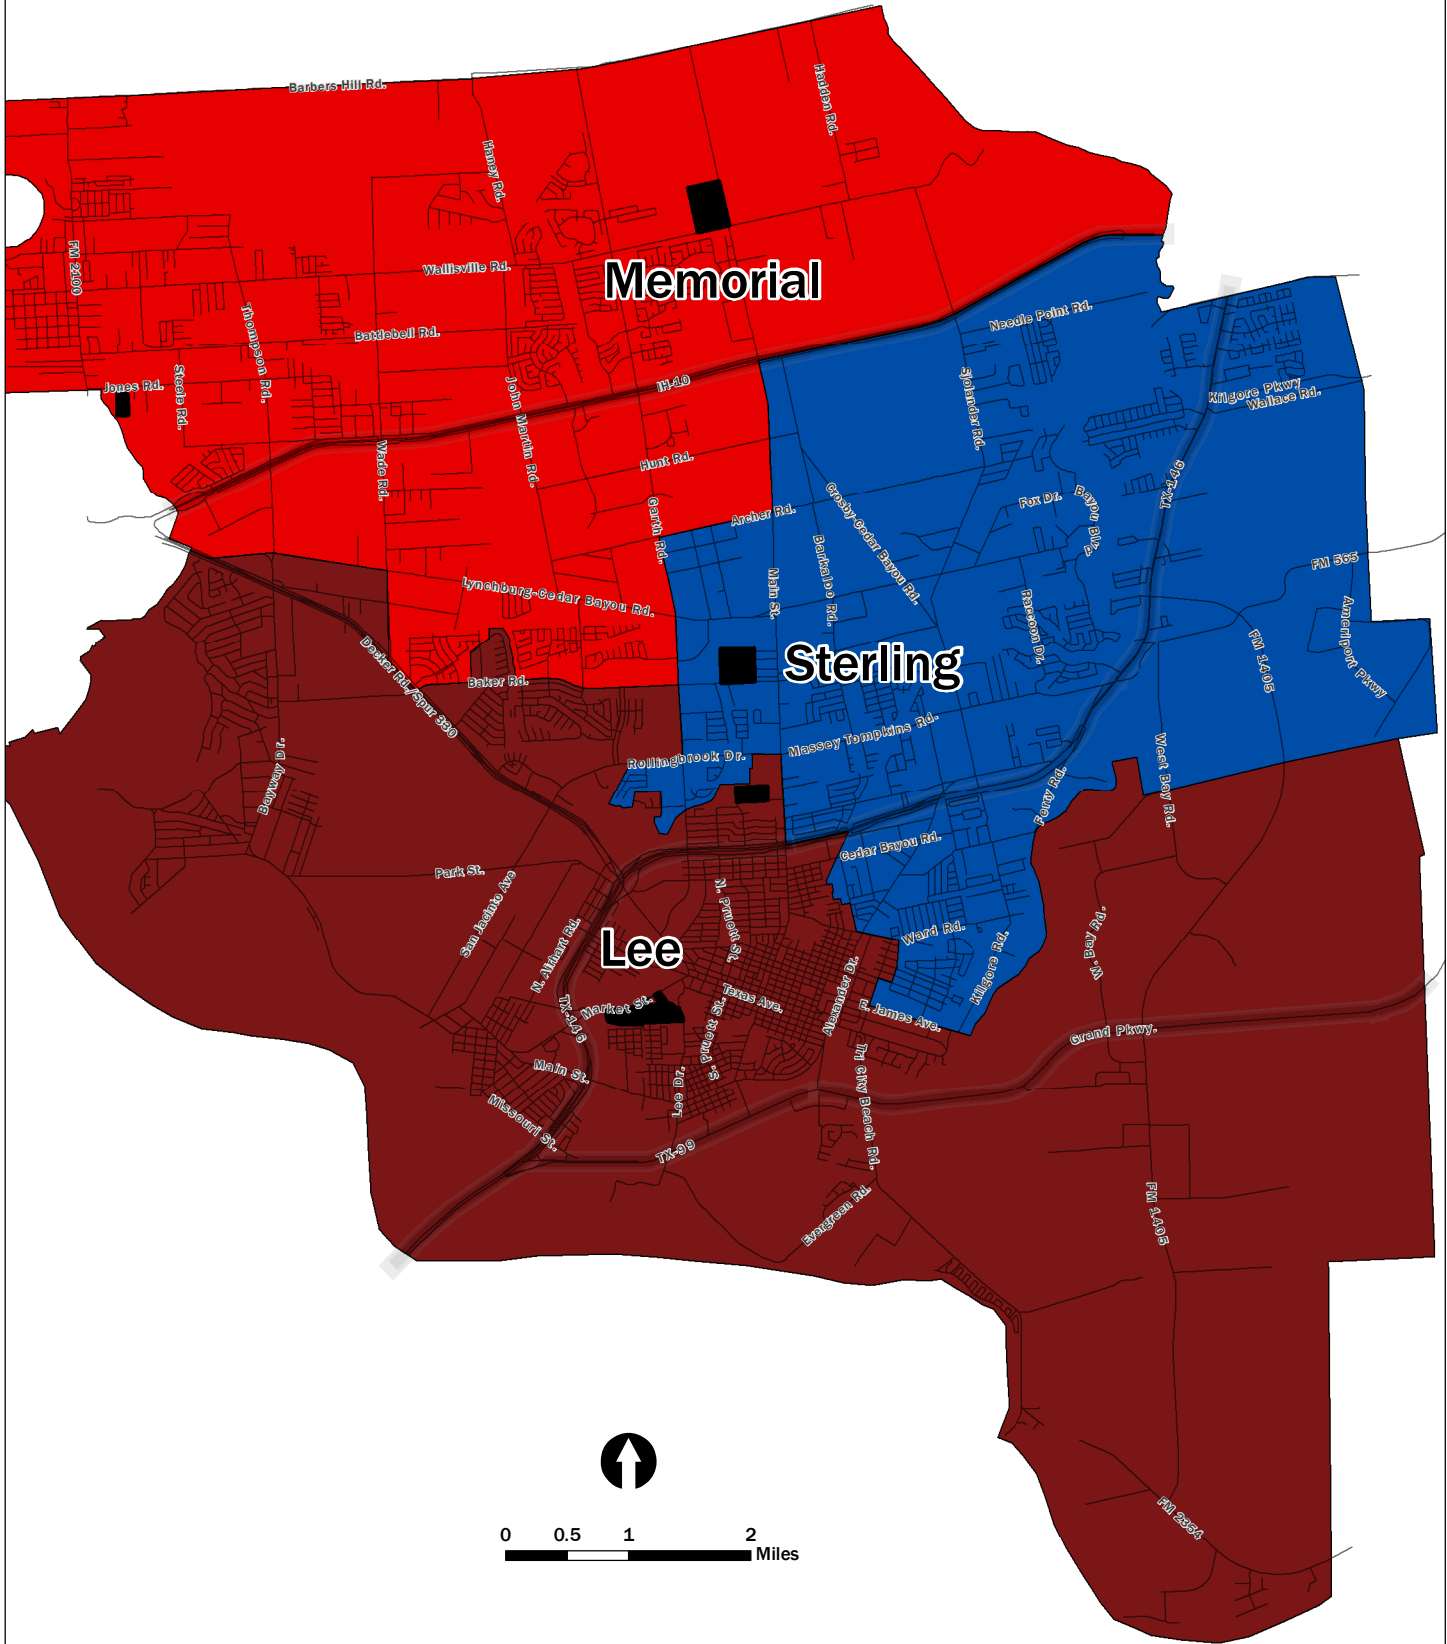 Barbers Hill Rd.
Hadden Rd.
Haney Rd.
FM 2100
Wallisville Rd.
Memorial
Thompson Rd.
Battlebell Rd.
Needle Point Rd.
Jones Rd.
Steele Rd.
John Martin Rd.
IH-10
Sjolander Rd.
Kilgore Pkwy
Wallace Rd.
Wade Rd.
Hunt Rd.
TX-146
Garth Rd.
Archer Rd.
Crosby-Cedar Bayou Rd.
Fox Dr.
Bayou Blv.
Barkaloo Rd.
FM 565
Lynchburg-Cedar Bayou Rd.
Main St.
Raccoon Dr.
Ameriport Pkwy
FM 1405
Sterling
Decker Rd./Spur 330
Baker Rd.
Massey Tompkins Rd.
Rollingbrook Dr.
Bayway Dr.
West Bay Rd.
Ferry Rd.
Cedar Bayou Rd.
Park St.
San Jacinto Ave
N. Pruett St.
N. Alxhart Rd.
Lee
Ward Rd.
W. Bay Rd.
Kilgore Rd.
Alexander Dr.
Texas Ave.
Market St.
TX-146
E. James Ave.
S. Pruett St.
Grand Pkwy.
Main St.
Lee Dr.
Tri City Beach Rd.
Missouri St.
TX-99
Evergreen Rd.
FM 1405
FM 2354
0 0.5 1 2
Miles